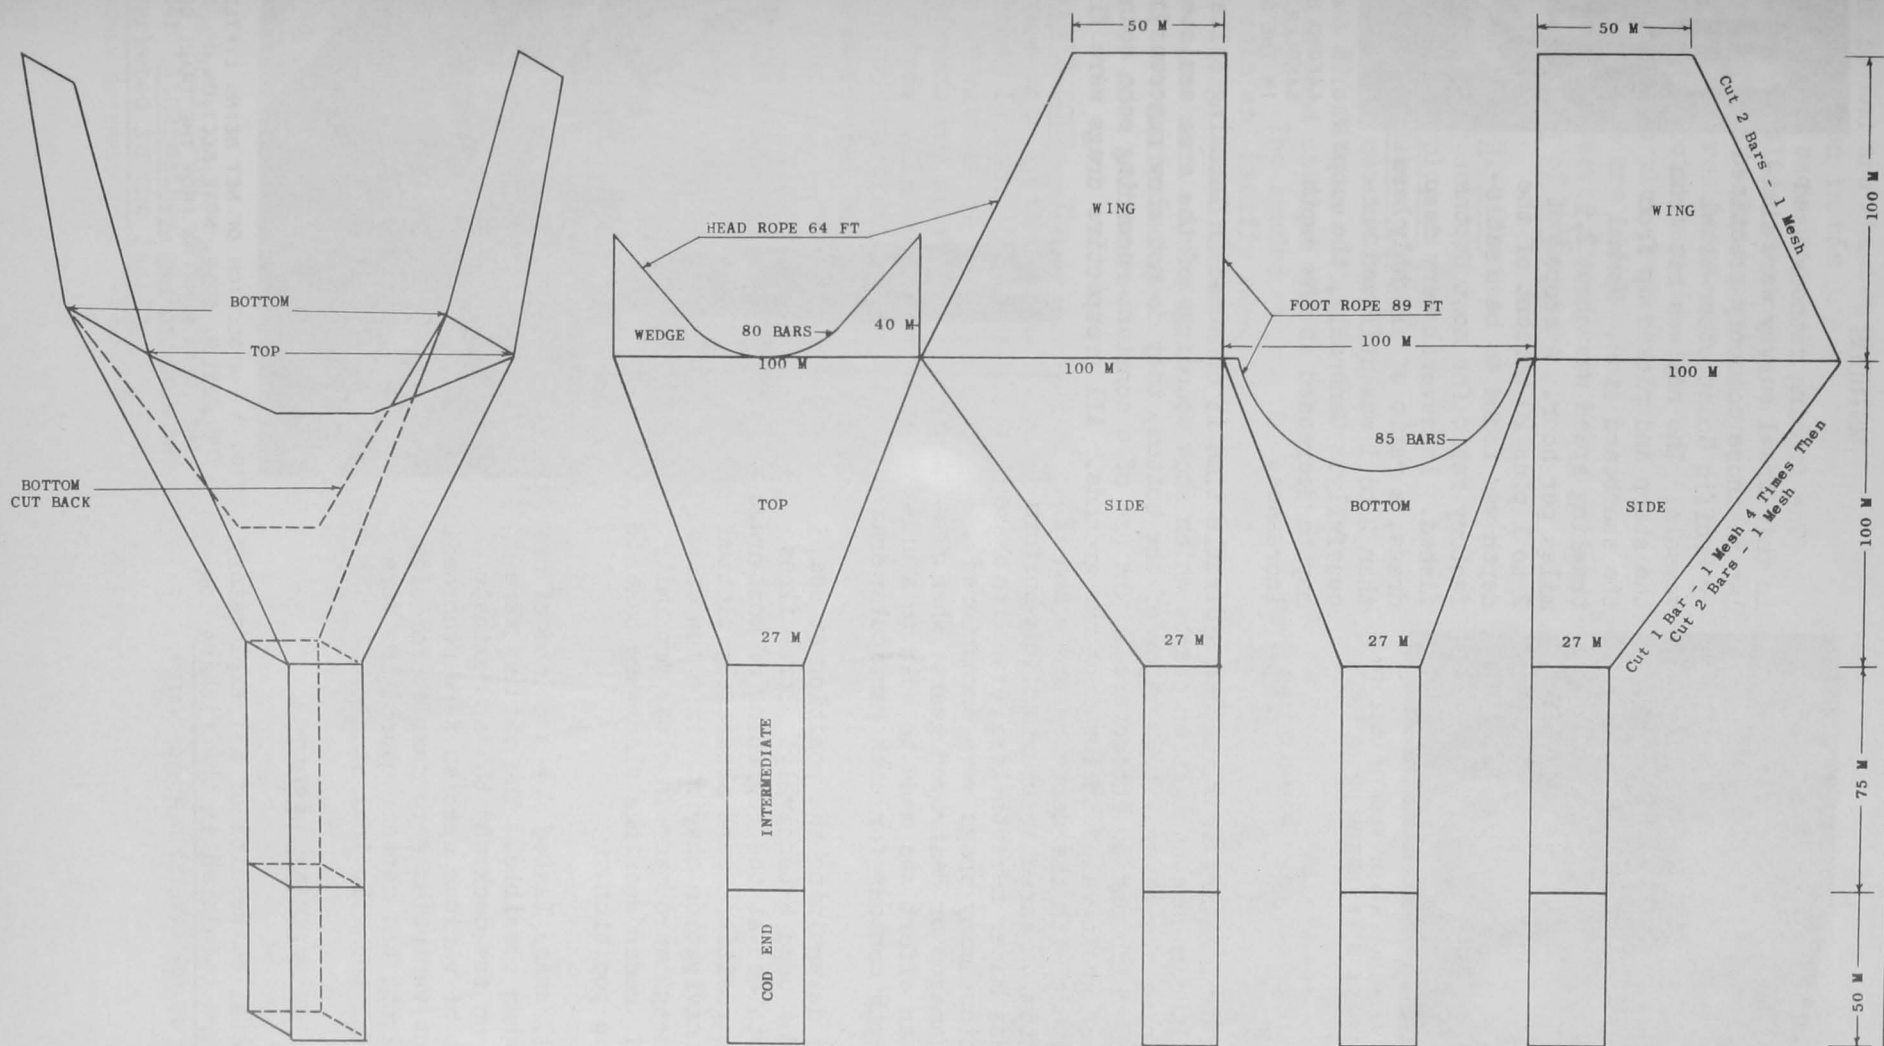 50 M
50 M
Cut 2 Bars - 1 Mesh
100 M
WING
WING
HEAD ROPE 64 FT
BOTTOM
WEDGE
80 BARS
40 M
FOOT ROPE 89 FT
100 M
TOP
100 M
100 M
100 M
85 BARS
BOTTOM
CUT BACK
TOP
SIDE
BOTTOM
SIDE
Cut 1 Bar - 1 Mesh 4 Times Then
Cut 2 Bars - 1 Mesh
100 M
27 M
27 M
27 M
27 M
INTERMEDIATE
75 M
COD END
50 M